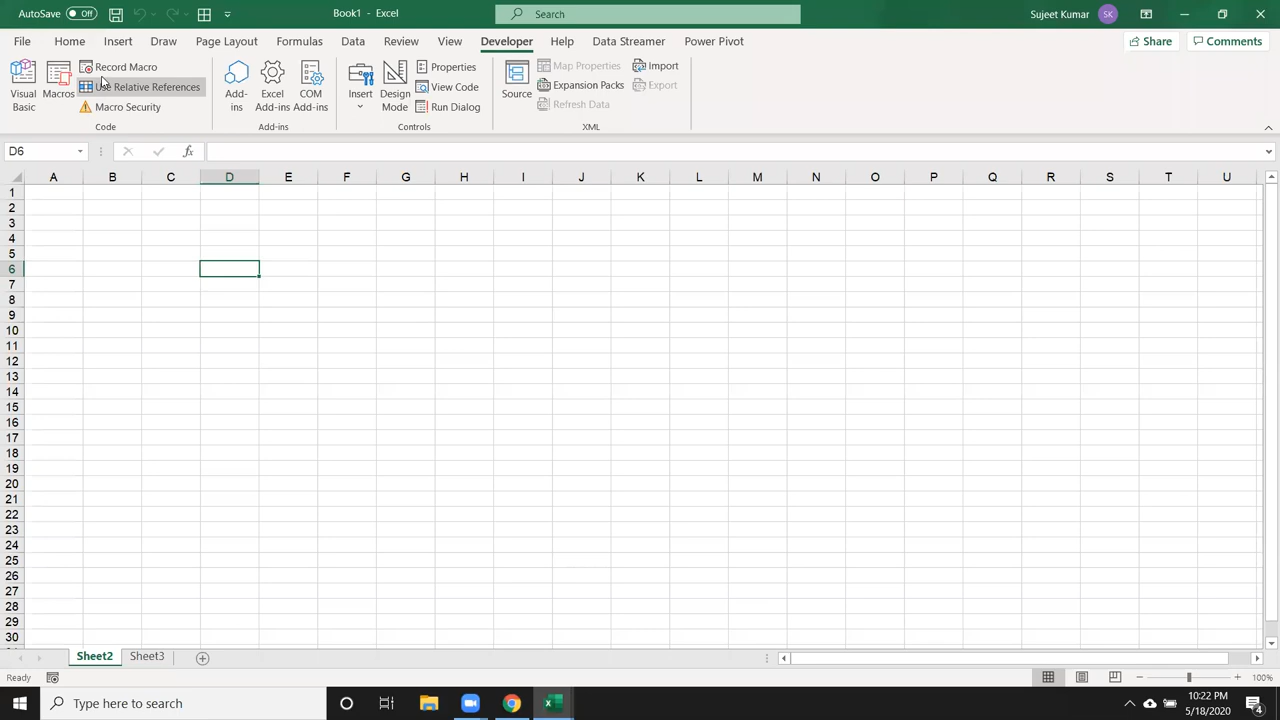 AutoSave Off Book1 - Excel Search Sujeet Kumar SK
File Home Insert Draw Page Layout Formulas Data Review View Developer Help Data Streamer Power Pivot Share Comments
Visual Basic
Macros
Record Macro
Use Relative References
Macro Security
Code
Add-ins
Excel Add-ins
COM Add-ins
Add-ins
Insert
Design Mode
Properties
View Code
Run Dialog
Controls
Source
Map Properties
Expansion Packs
Refresh Data
Import
Export
XML
D6 fx
A B C D E F G H I J K L M N O P Q R S T U
1
2
3
4
5
6
7
8
9
10
11
12
13
14
15
16
17
18
19
20
21
22
23
24
25
26
27
28
29
30
Sheet2 Sheet3
Ready 100%
Type here to search
10:22 PM
5/18/2020
4